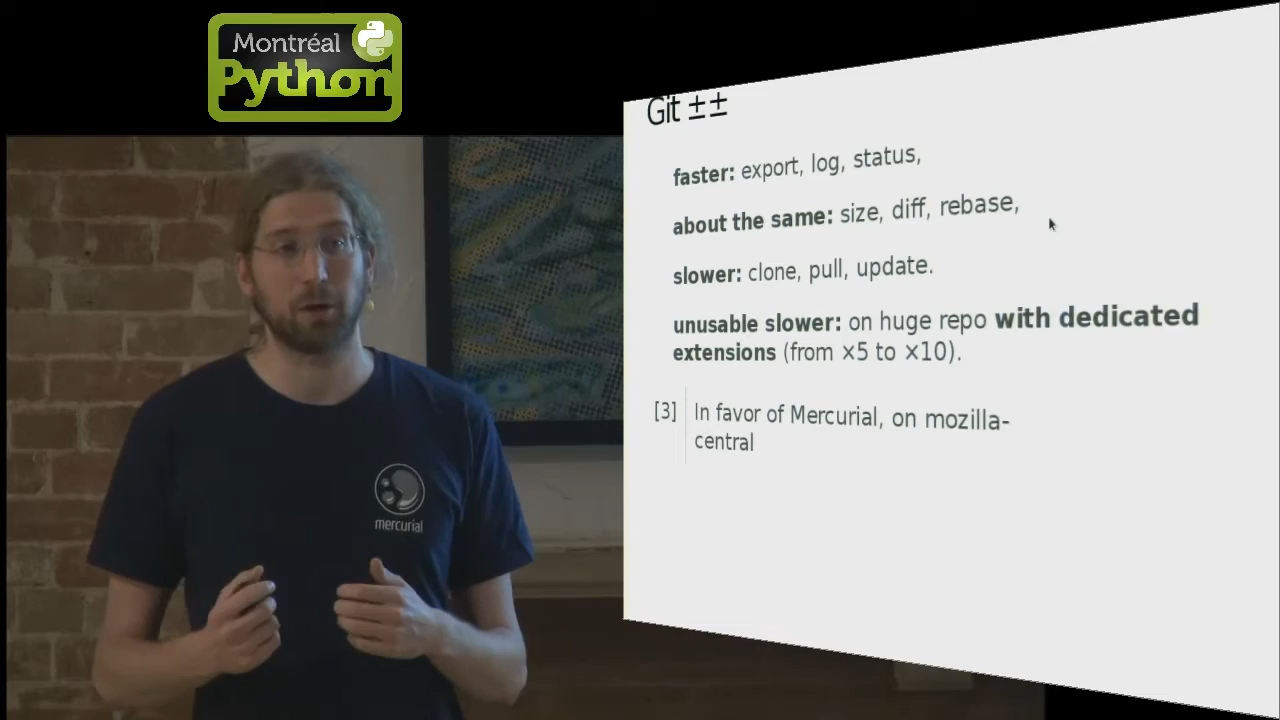 Montréal
Python
Git ±±
faster: export, log, status,
about the same: size, diff, rebase,
slower: clone, pull, update.
unusable slower: on huge repo with dedicated
extensions (from ×5 to ×10).
[3] In favor of Mercurial, on mozilla-
central
mercurial